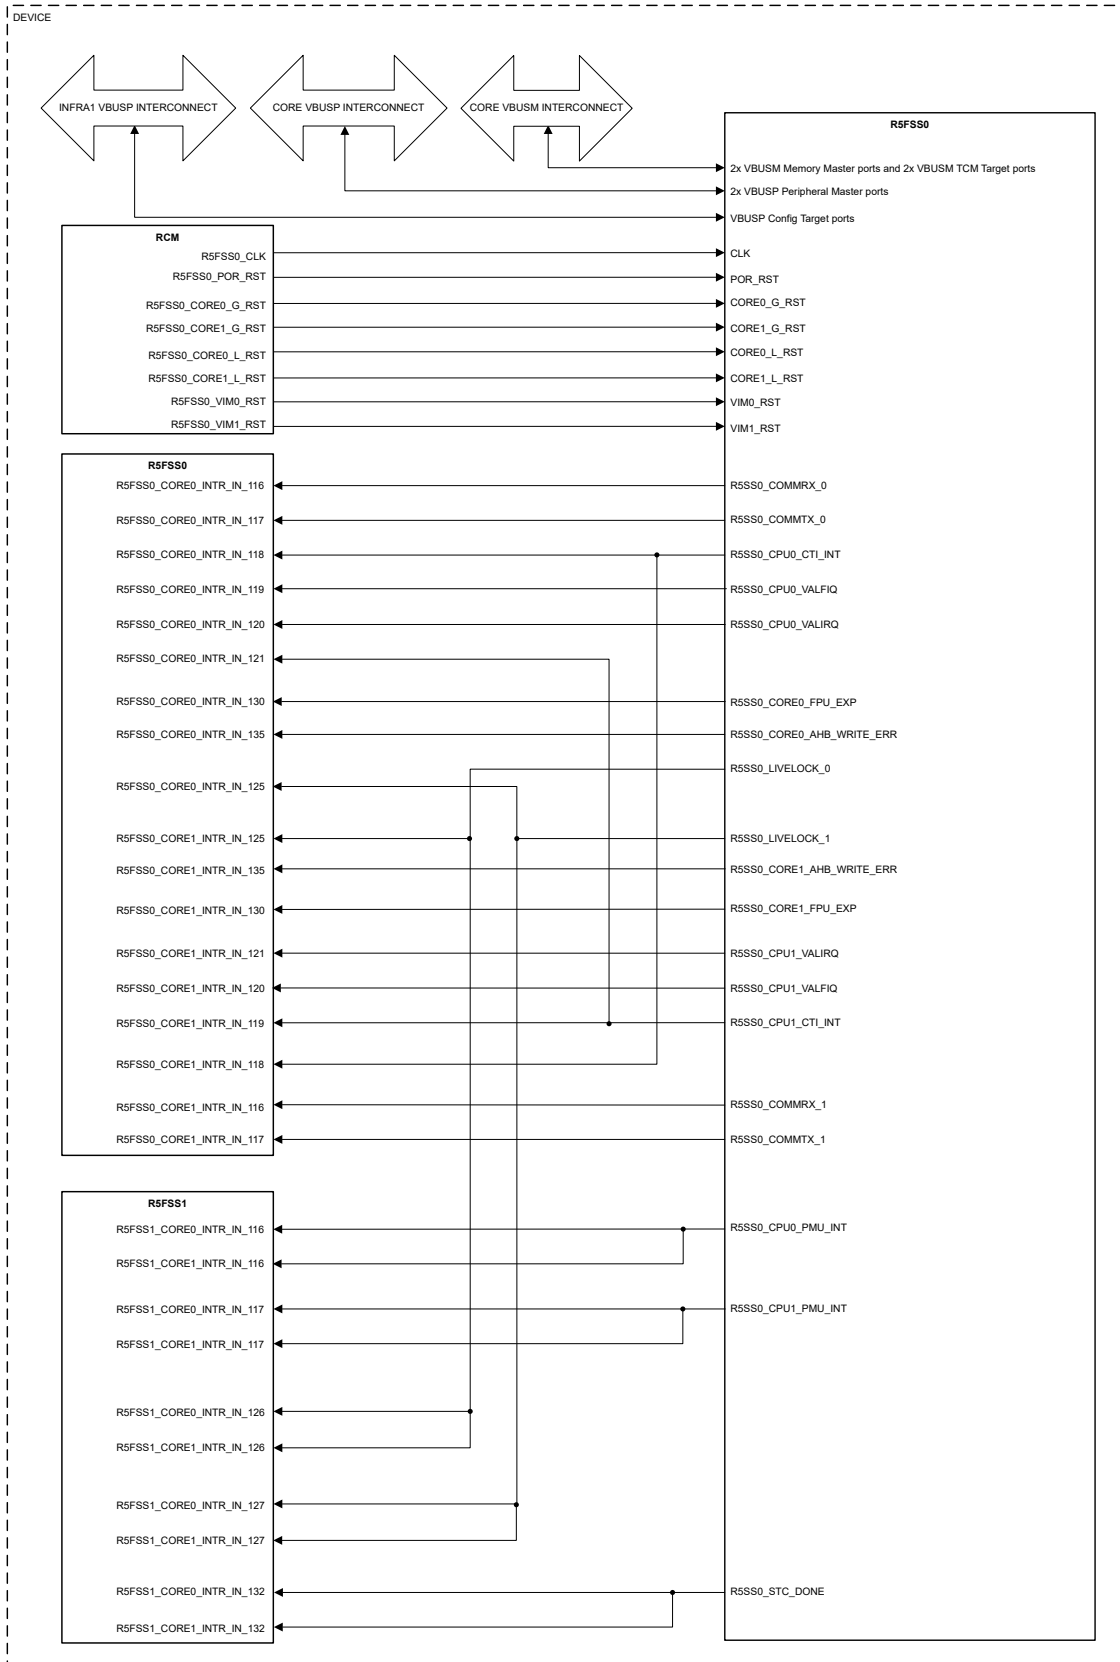 DEVICE
INFRA1 VBUSP INTERCONNECT
CORE VBUSP INTERCONNECT
CORE VBUSM INTERCONNECT
R5FSS0
2x VBUSM Memory Master ports and 2x VBUSM TCM Target ports
2x VBUSP Peripheral Master ports
VBUSP Config Target ports
RCM
R5FSS0_CLK
CLK
R5FSS0_POR_RST
POR_RST
R5FSS0_CORE0_G_RST
CORE0_G_RST
R5FSS0_CORE1_G_RST
CORE1_G_RST
R5FSS0_CORE0_L_RST
CORE0_L_RST
R5FSS0_CORE1_L_RST
CORE1_L_RST
R5FSS0_VIM0_RST
VIM0_RST
R5FSS0_VIM1_RST
VIM1_RST
R5FSS0
R5FSS0_CORE0_INTR_IN_116
R5SS0_COMMRX_0
R5FSS0_CORE0_INTR_IN_117
R5SS0_COMMTX_0
R5FSS0_CORE0_INTR_IN_118
R5SS0_CPU0_CTI_INT
R5FSS0_CORE0_INTR_IN_119
R5SS0_CPU0_VALFIQ
R5FSS0_CORE0_INTR_IN_120
R5SS0_CPU0_VALIRQ
R5FSS0_CORE0_INTR_IN_121
R5FSS0_CORE0_INTR_IN_130
R5SS0_CORE0_FPU_EXP
R5FSS0_CORE0_INTR_IN_135
R5SS0_CORE0_AHB_WRITE_ERR
R5SS0_LIVELOCK_0
R5FSS0_CORE0_INTR_IN_125
R5FSS0_CORE1_INTR_IN_125
R5SS0_LIVELOCK_1
R5FSS0_CORE1_INTR_IN_135
R5SS0_CORE1_AHB_WRITE_ERR
R5FSS0_CORE1_INTR_IN_130
R5SS0_CORE1_FPU_EXP
R5FSS0_CORE1_INTR_IN_121
R5SS0_CPU1_VALIRQ
R5FSS0_CORE1_INTR_IN_120
R5SS0_CPU1_VALFIQ
R5FSS0_CORE1_INTR_IN_119
R5SS0_CPU1_CTI_INT
R5FSS0_CORE1_INTR_IN_118
R5FSS0_CORE1_INTR_IN_116
R5SS0_COMMRX_1
R5FSS0_CORE1_INTR_IN_117
R5SS0_COMMTX_1
R5FSS1
R5FSS1_CORE0_INTR_IN_116
R5SS0_CPU0_PMU_INT
R5FSS1_CORE1_INTR_IN_116
R5FSS1_CORE0_INTR_IN_117
R5SS0_CPU1_PMU_INT
R5FSS1_CORE1_INTR_IN_117
R5FSS1_CORE0_INTR_IN_126
R5FSS1_CORE1_INTR_IN_126
R5FSS1_CORE0_INTR_IN_127
R5FSS1_CORE1_INTR_IN_127
R5FSS1_CORE0_INTR_IN_132
R5SS0_STC_DONE
R5FSS1_CORE1_INTR_IN_132